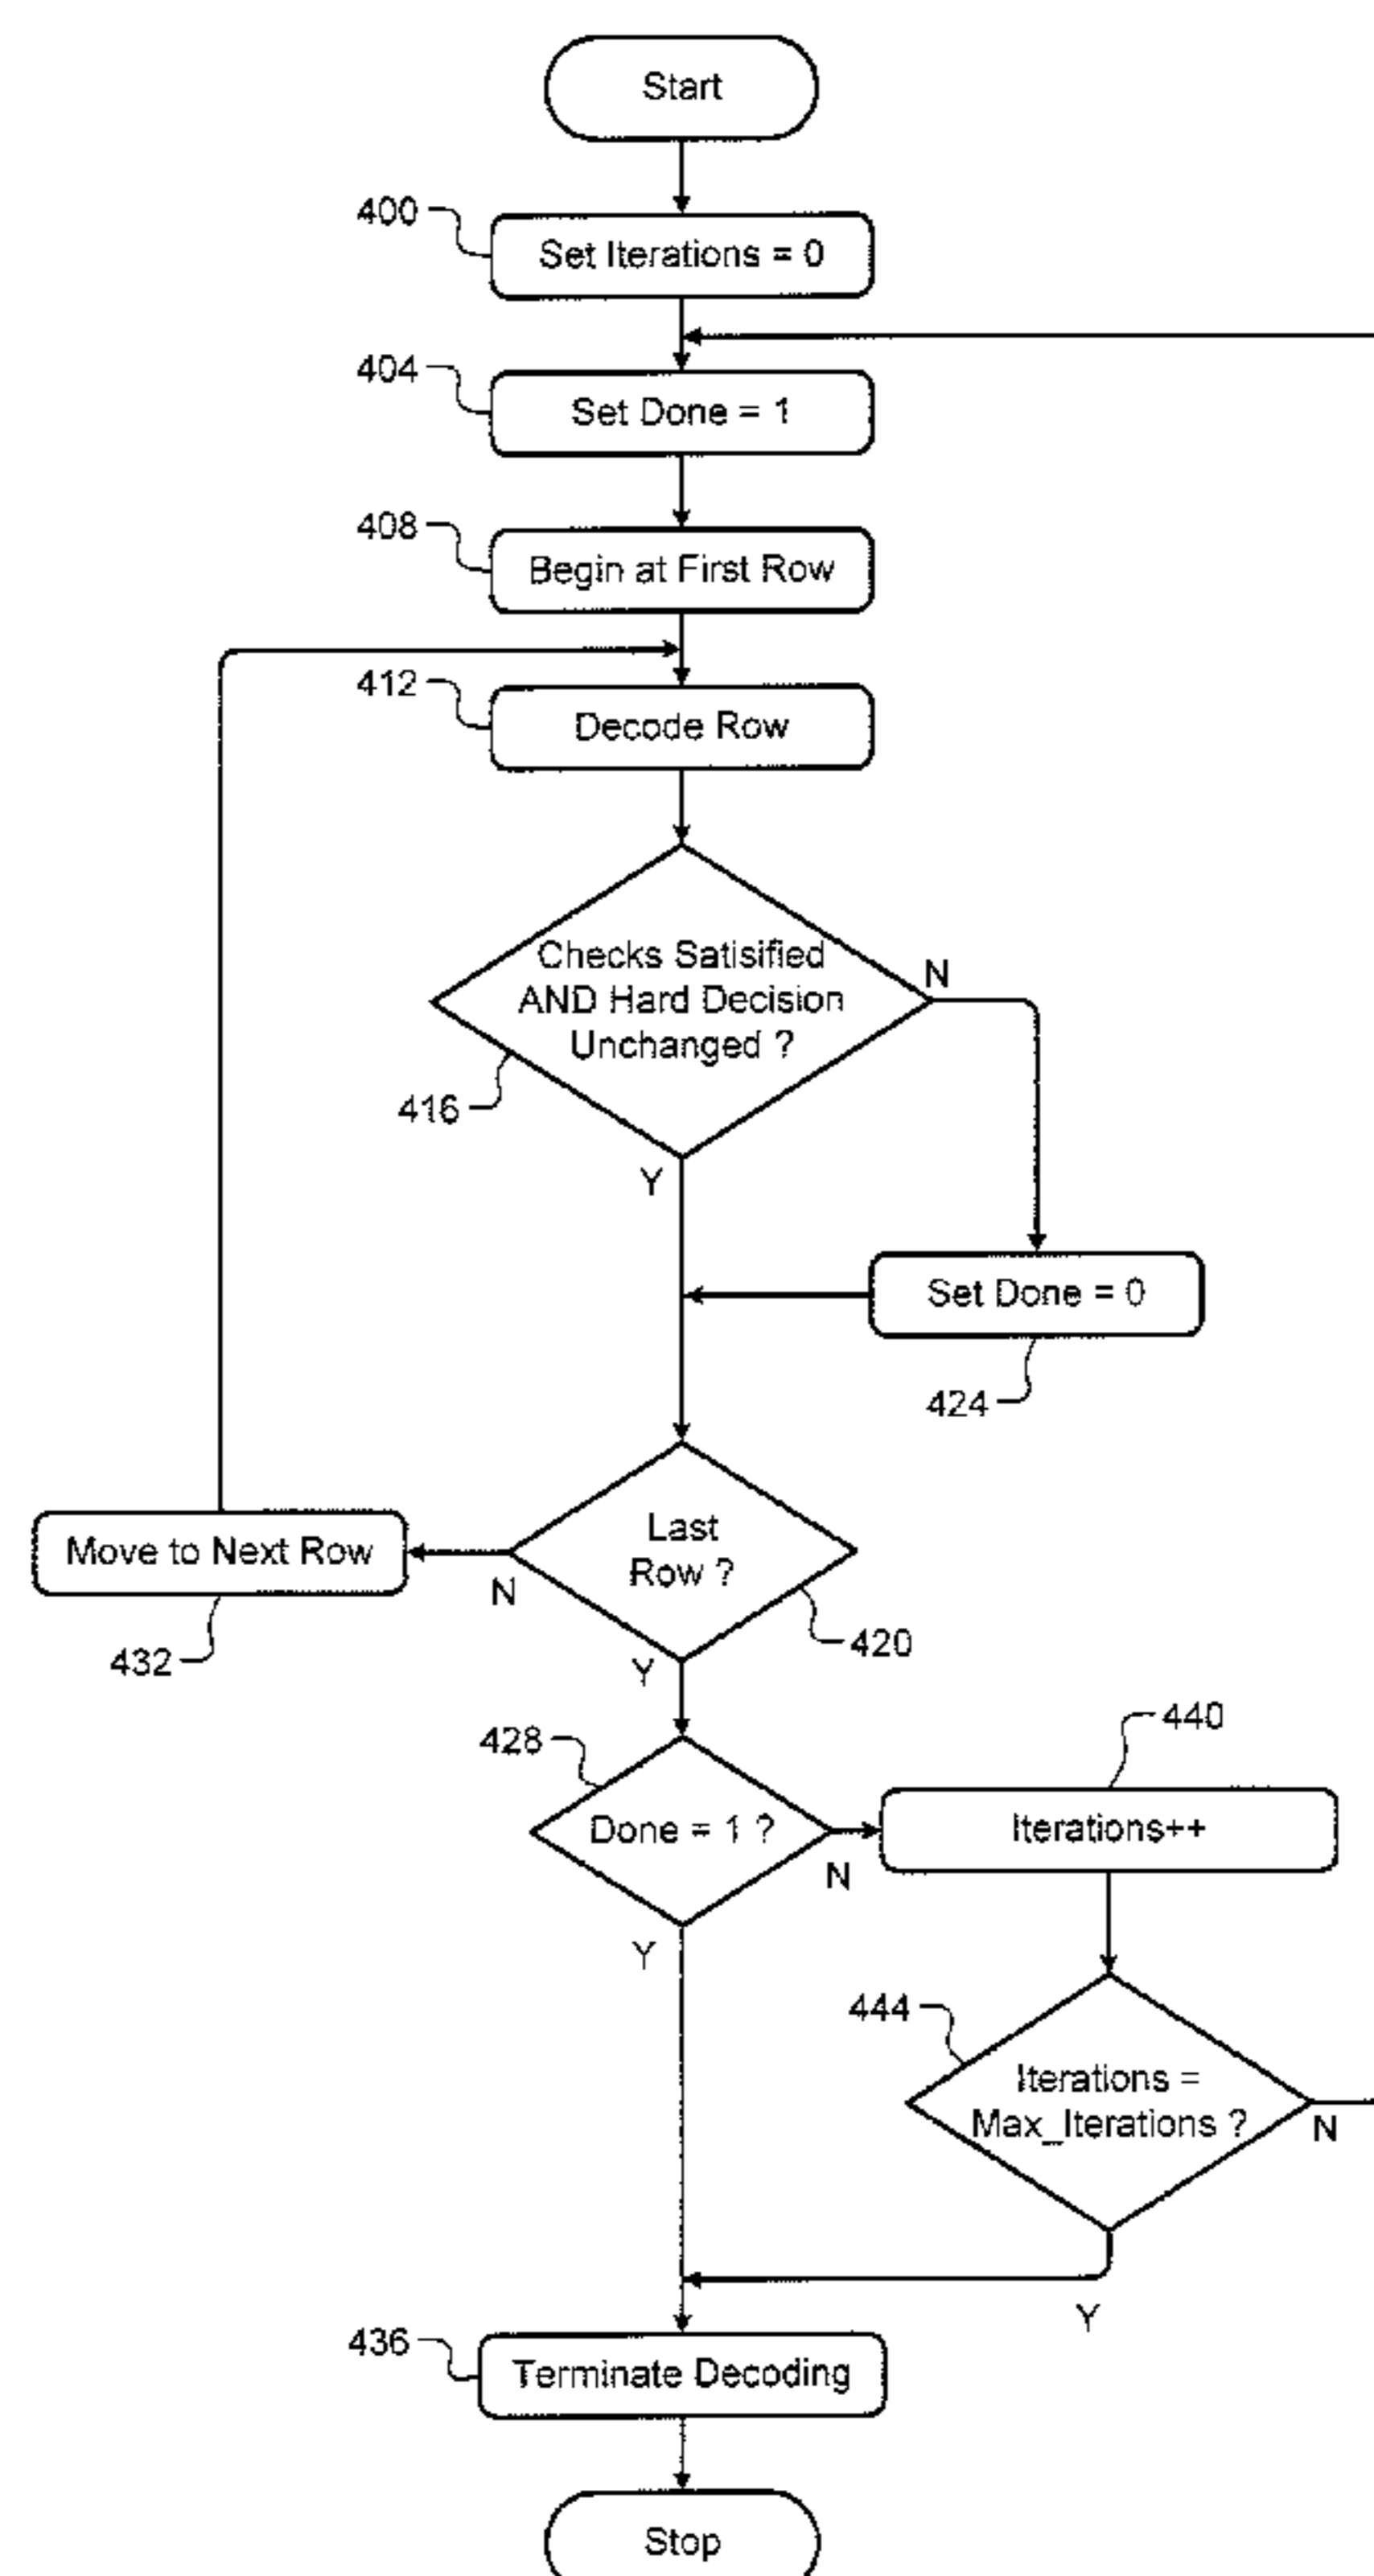 Start
400
Set Iterations = 0
404
Set Done = 1
408
Begin at First Row
412
Decode Row
Checks Satisified
AND Hard Decision
Unchanged ?
N
416
Y
Set Done = 0
424
Last
Row ?
Move to Next Row
N
420
432
Y
440
428
Done = 1 ?
Iterations++
N
Y
444
Iterations =
Max_Iterations ?
N
Y
436
Terminate Decoding
Stop